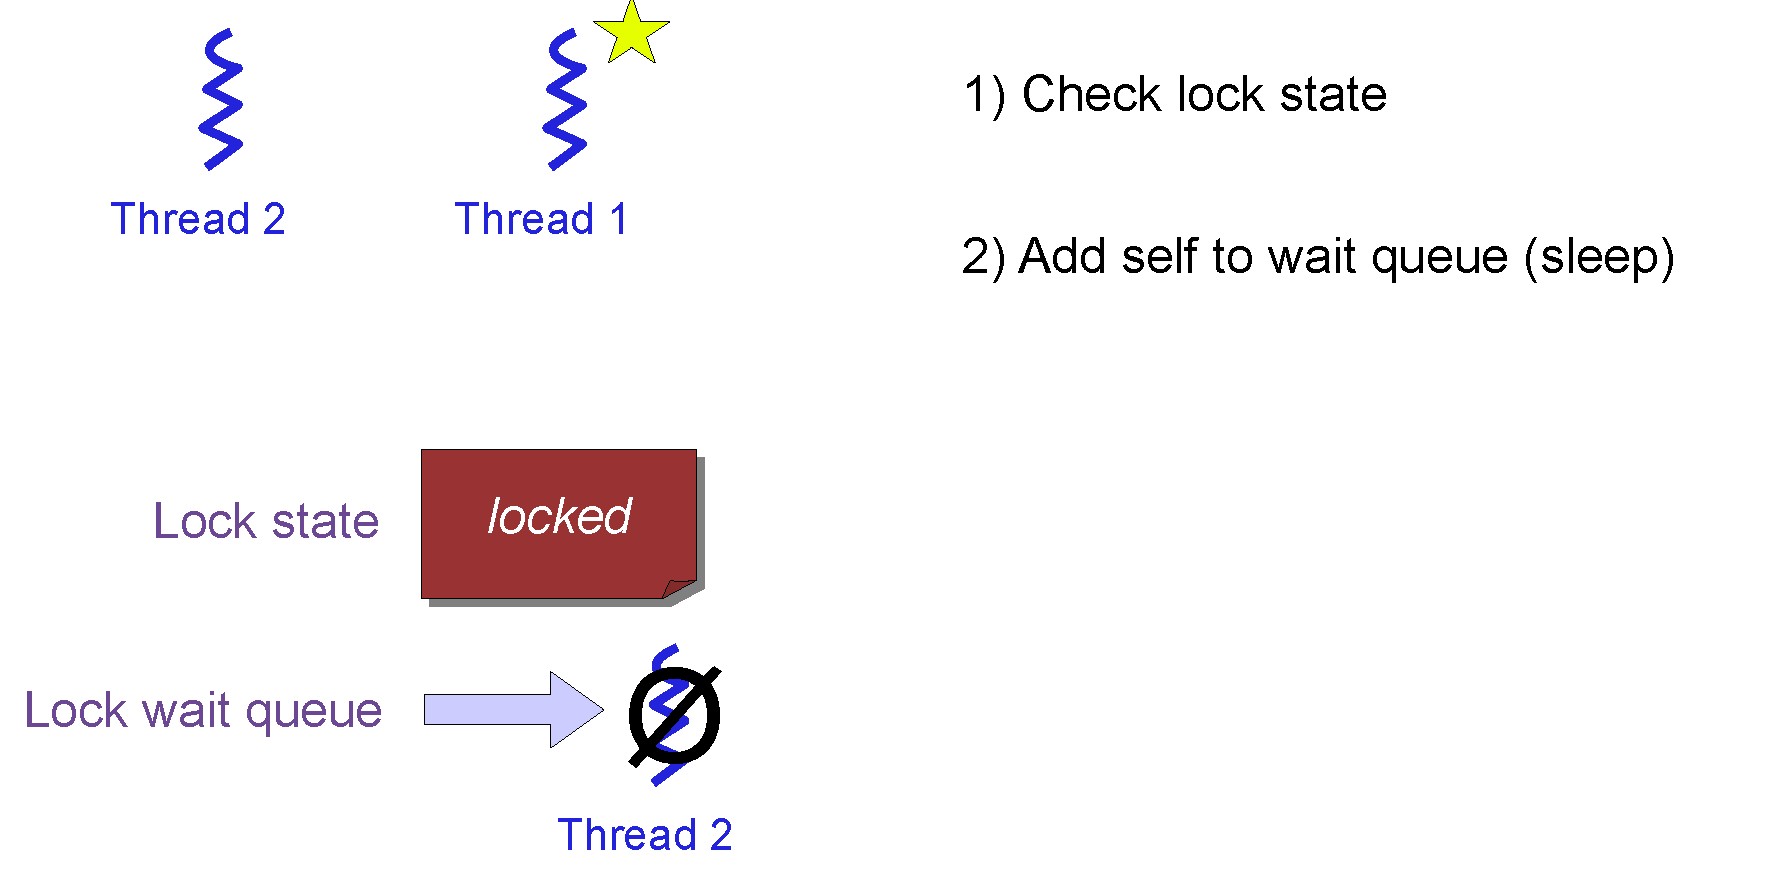 Thread 2
Thread 1
1) Check lock state
2) Add self to wait queue (sleep)
Lock state
locked
Lock wait queue
Ø
Thread 2